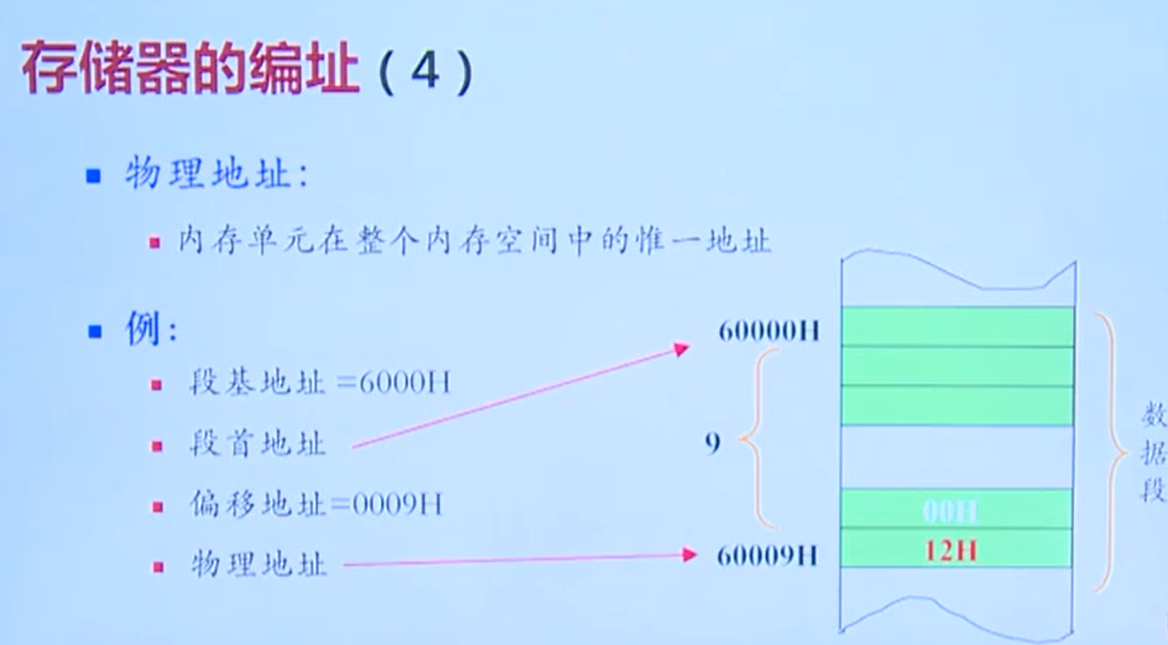 存储器的编址（4）
物理地址：
内存单元在整个内存空间中的惟一地址
例：
段基地址 =6000H
段首地址
偏移地址=0009H
物理地址
60000H
9
00H
60009H
12H
数
据
段